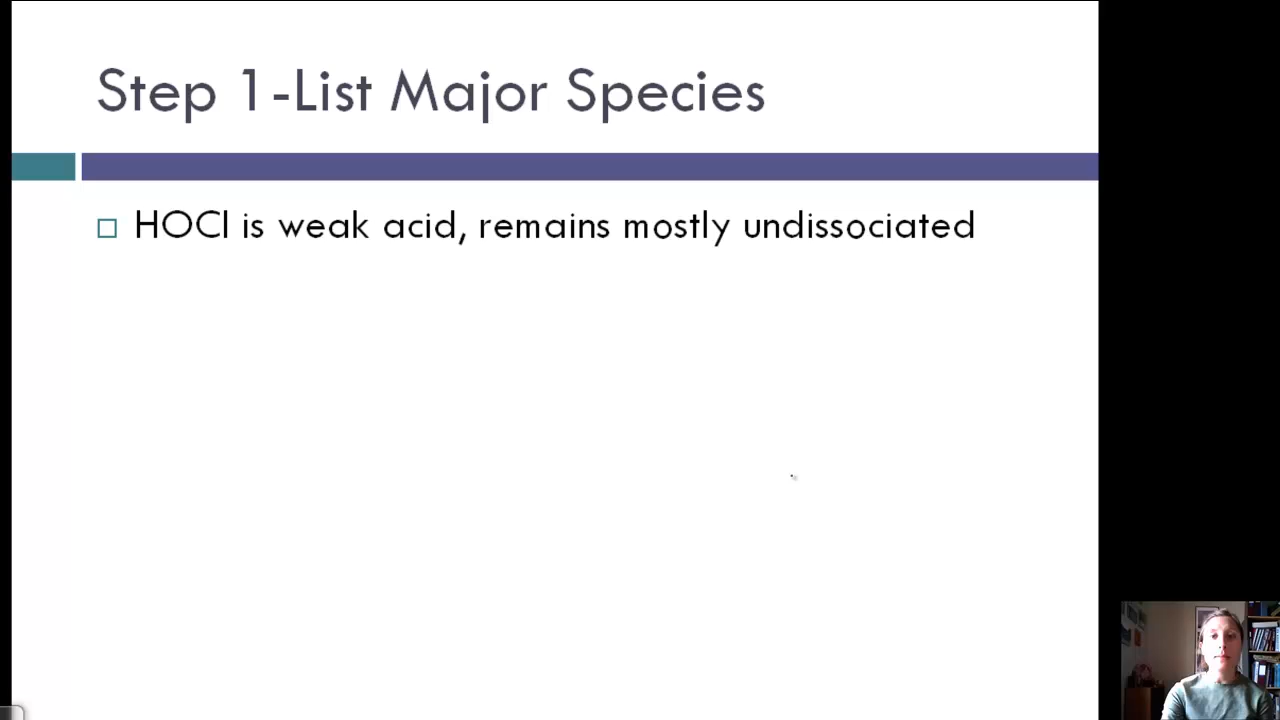 Step 1-List Major Species
HOCl is weak acid, remains mostly undissociated